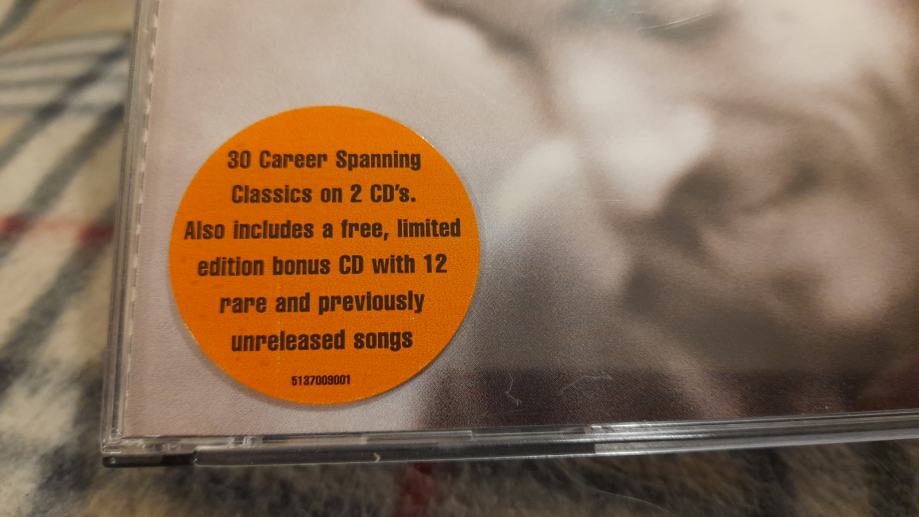 30 Career Spanning
Classics on 2 CD's.
Also includes a free, limited
edition bonus CD with 12
rare and previously
unreleased songs
5137009001